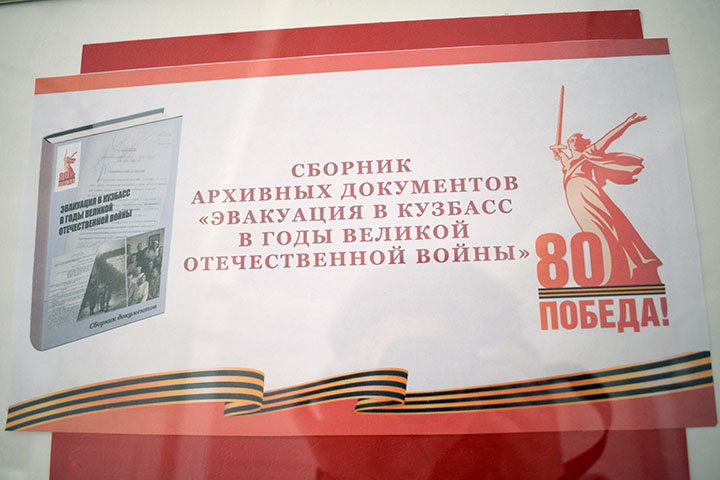 80
ЭВАКУАЦИЯ В КУЗБАСС
В ГОДЫ ВЕЛИКОЙ
ОТЕЧЕСТВЕННОЙ ВОЙНЫ
Сборник документов
СБОРНИК
АРХИВНЫХ ДОКУМЕНТОВ
«ЭВАКУАЦИЯ В КУЗБАСС
В ГОДЫ ВЕЛИКОЙ
ОТЕЧЕСТВЕННОЙ ВОЙНЫ»
80
ПОБЕДА!